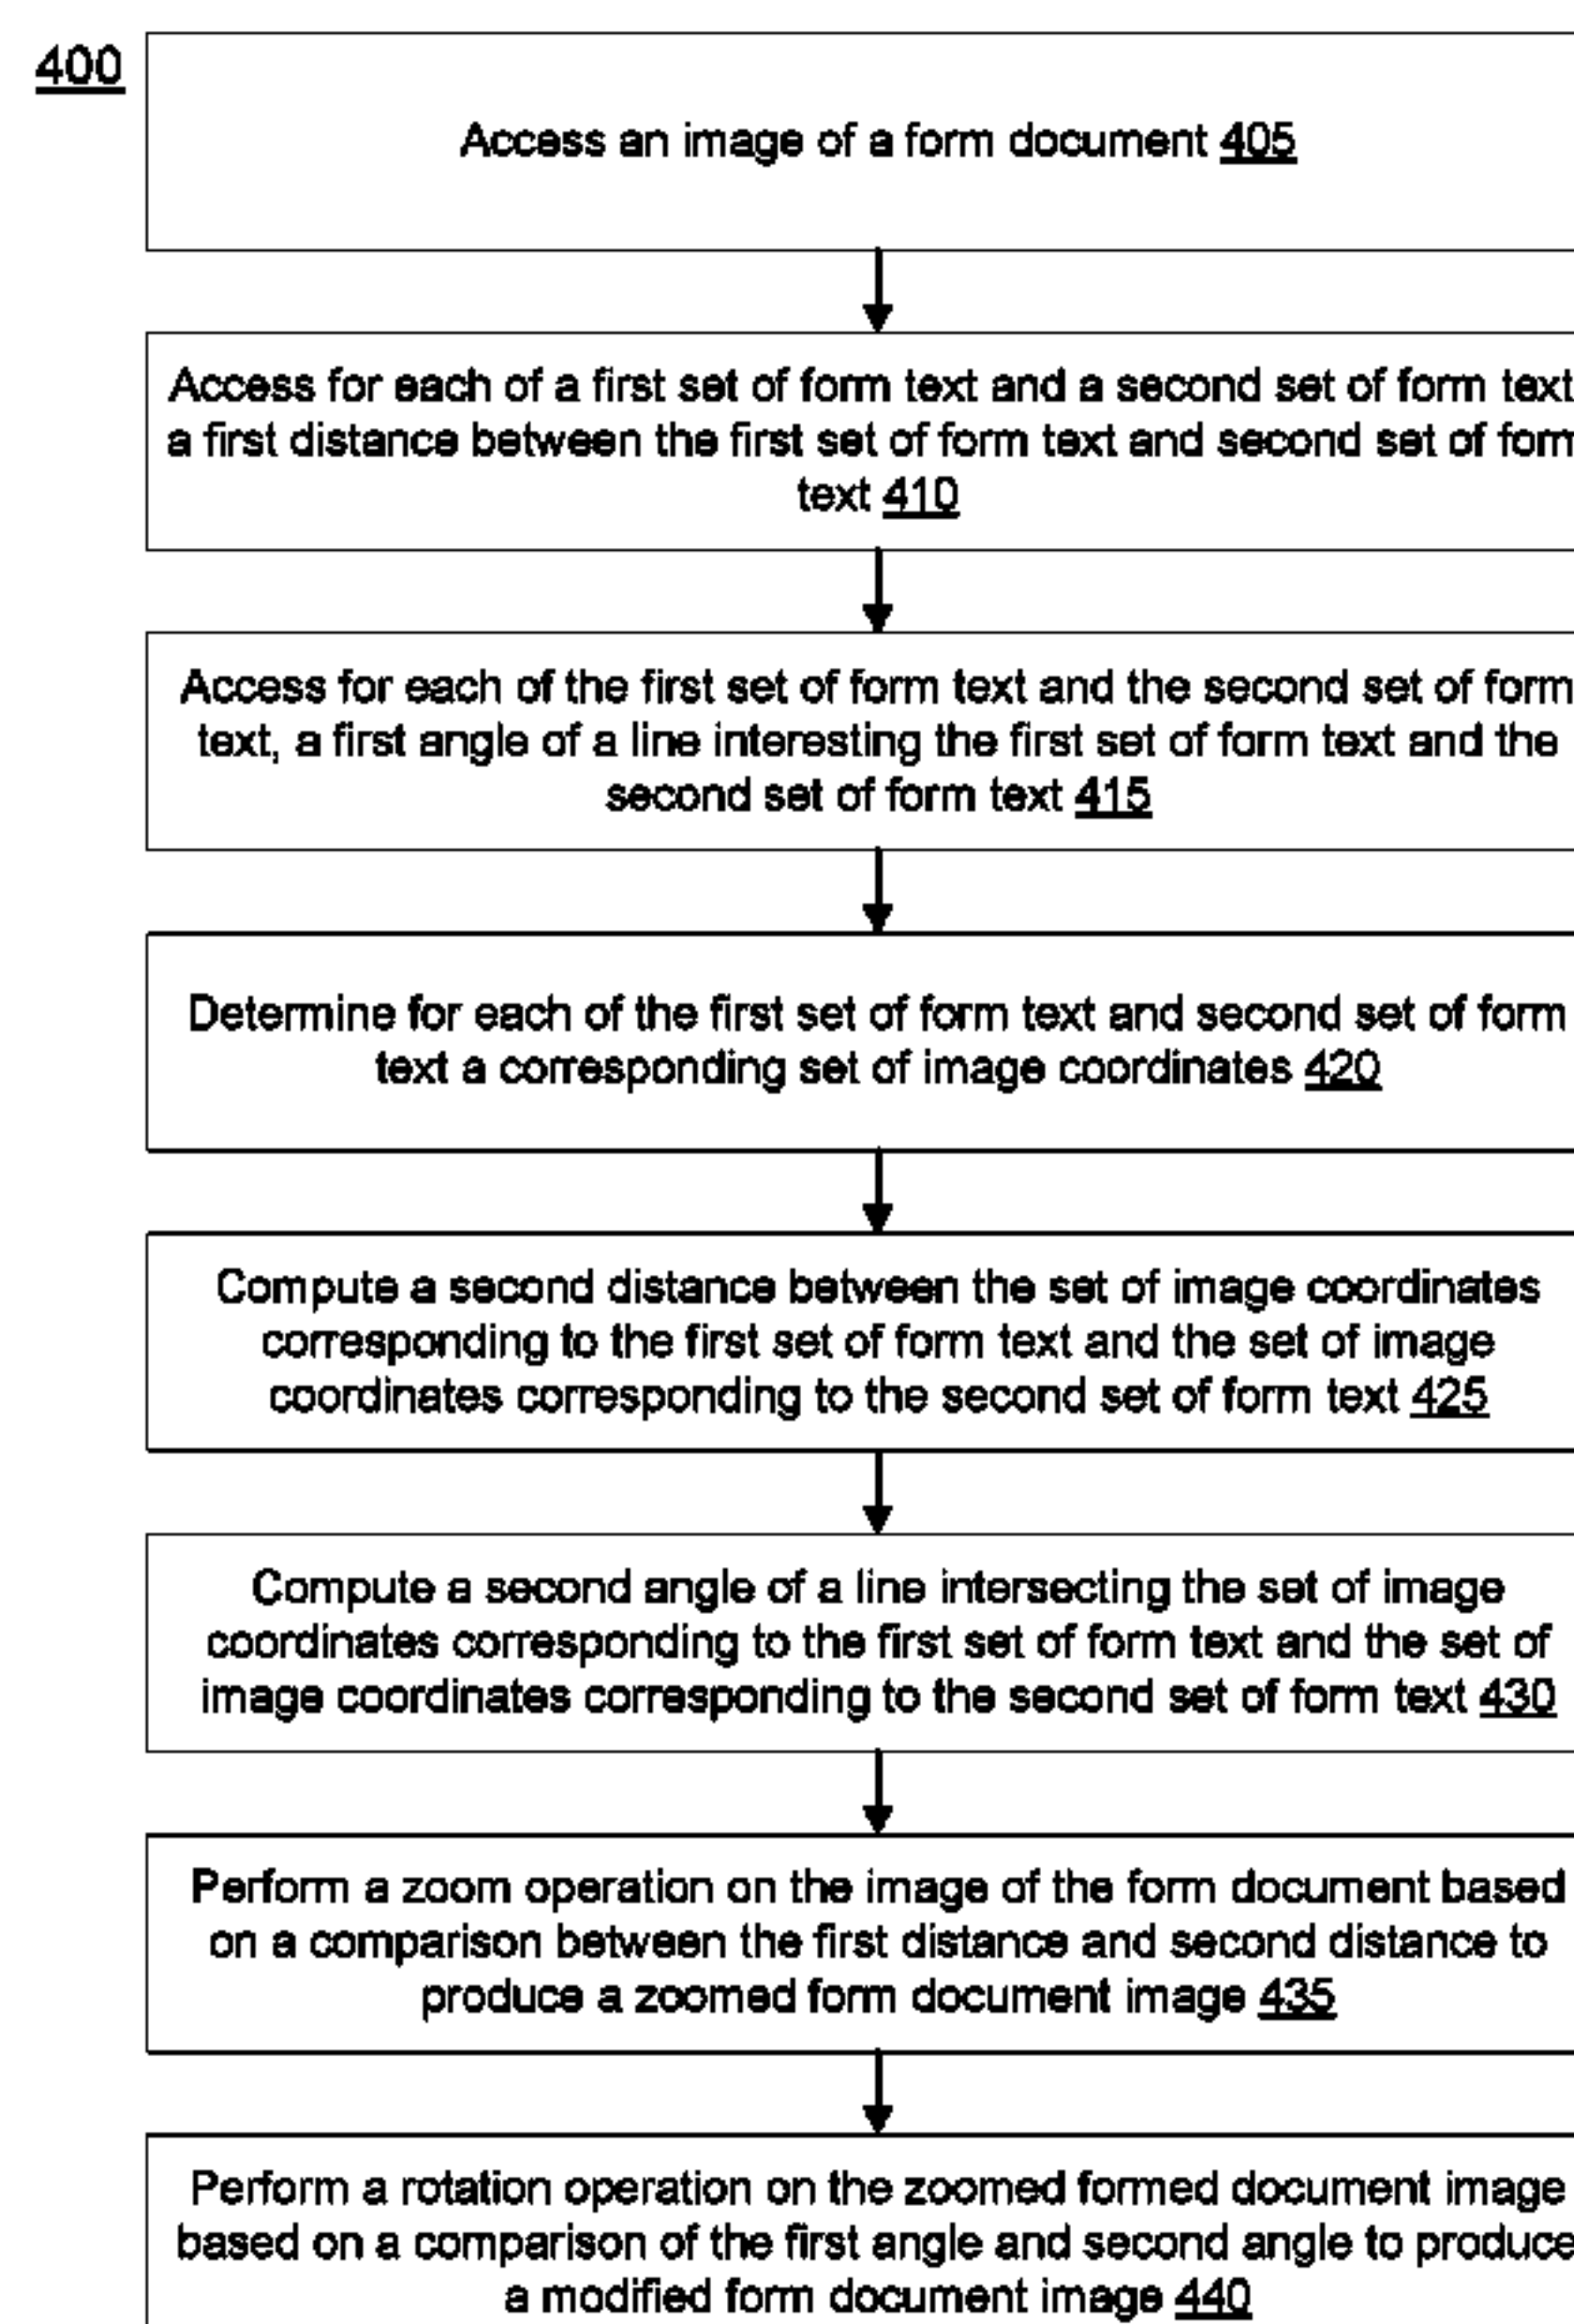 400
Access an image of a form document 405
Access for each of a first set of form text and a second set of form text
a first distance between the first set of form text and second set of form
text 410
Access for each of the first set of form text and the second set of form
text, a first angle of a line interesting the first set of form text and the
second set of form text 415
Determine for each of the first set of form text and second set of form
text a corresponding set of image coordinates 420
Compute a second distance between the set of image coordinates
corresponding to the first set of form text and the set of image
coordinates corresponding to the second set of form text 425
Compute a second angle of a line intersecting the set of image
coordinates corresponding to the first set of form text and the set of
image coordinates corresponding to the second set of form text 430
Perform a zoom operation on the image of the form document based
on a comparison between the first distance and second distance to
produce a zoomed form document image 435
Perform a rotation operation on the zoomed formed document image
based on a comparison of the first angle and second angle to produce
a modified form document image 440